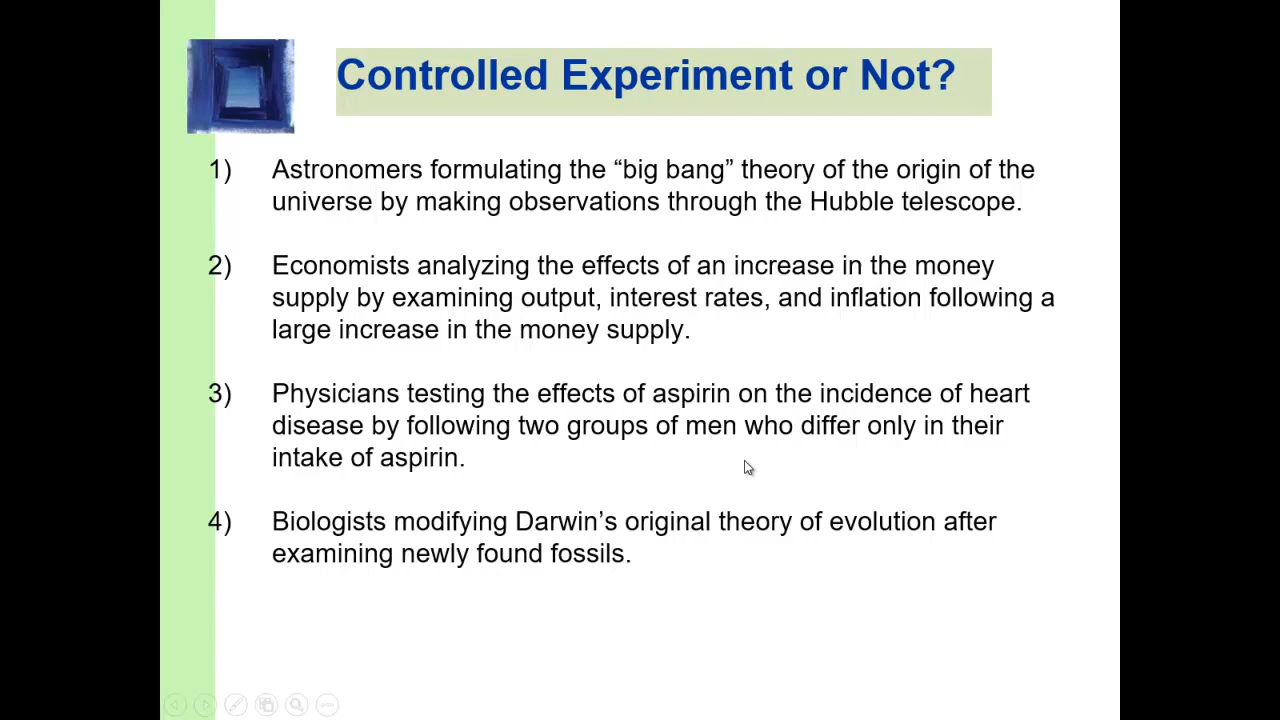 Controlled Experiment or Not?
1) Astronomers formulating the “big bang” theory of the origin of the
universe by making observations through the Hubble telescope.
2) Economists analyzing the effects of an increase in the money
supply by examining output, interest rates, and inflation following a
large increase in the money supply.
3) Physicians testing the effects of aspirin on the incidence of heart
disease by following two groups of men who differ only in their
intake of aspirin.
4) Biologists modifying Darwin’s original theory of evolution after
examining newly found fossils.